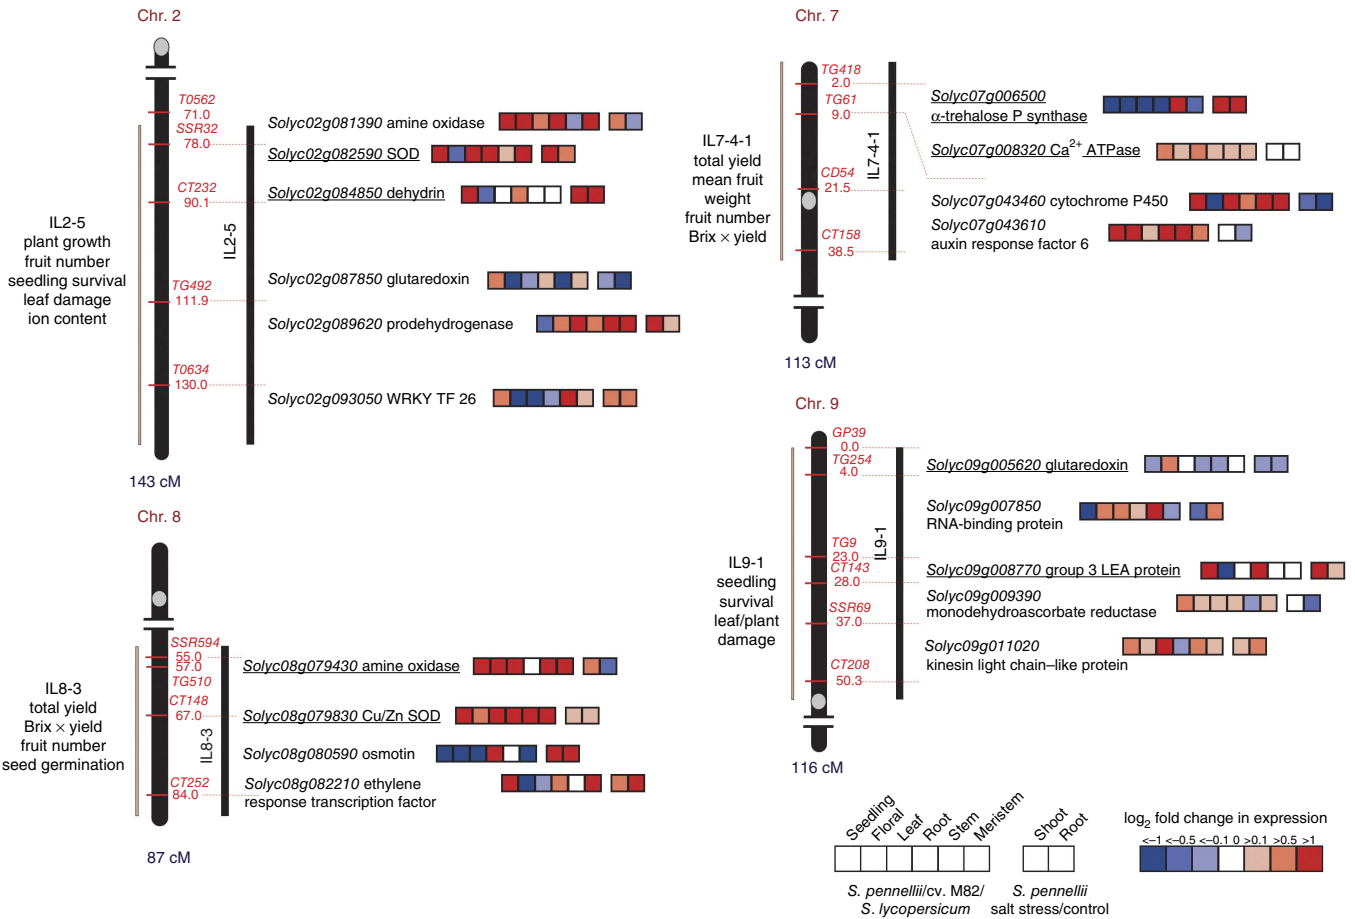 Chr. 2
T0562
71.0
SSR32
78.0
CT232
90.1
TG492
111.9
T0634
130.0
143 cM
IL2-5
plant growth
fruit number
seedling survival
leaf damage
ion content
IL2-5
Solyc02g081390 amine oxidase
Solyc02g082590 SOD
Solyc02g084850 dehydrin
Solyc02g087850 glutaredoxin
Solyc02g089620 prodehydrogenase
Solyc02g093050 WRKY TF 26
Chr. 7
TG418
2.0
TG61
9.0
CD54
21.5
CT158
38.5
113 cM
IL7-4-1
total yield
mean fruit
weight
fruit number
Brix × yield
IL7-4-1
Solyc07g006500
α-trehalose P synthase
Solyc07g008320 Ca2+ ATPase
Solyc07g043460 cytochrome P450
Solyc07g043610
auxin response factor 6
Chr. 8
SSR594
55.0
57.0
TG510
CT148
67.0
CT252
84.0
87 cM
IL8-3
total yield
Brix × yield
fruit number
seed germination
IL8-3
Solyc08g079430 amine oxidase
Solyc08g079830 Cu/Zn SOD
Solyc08g080590 osmotin
Solyc08g082210 ethylene
response transcription factor
Chr. 9
GP39
0.0
TG254
4.0
TG9
23.0
CT143
28.0
SSR69
37.0
CT208
50.3
116 cM
IL9-1
seedling
survival
leaf/plant
damage
IL9-1
Solyc09g005620 glutaredoxin
Solyc09g007850
RNA-binding protein
Solyc09g008770 group 3 LEA protein
Solyc09g009390
monodehydroascorbate reductase
Solyc09g011020
kinesin light chain–like protein
Seedling
Floral
Leaf
Root
Stem
Meristem
S. pennellii/cv. M82/
S. lycopersicum
Shoot
Root
S. pennellii
salt stress/control
log2 fold change in expression
<–1 <–0.5 <–0.1 0 >0.1 >0.5 >1